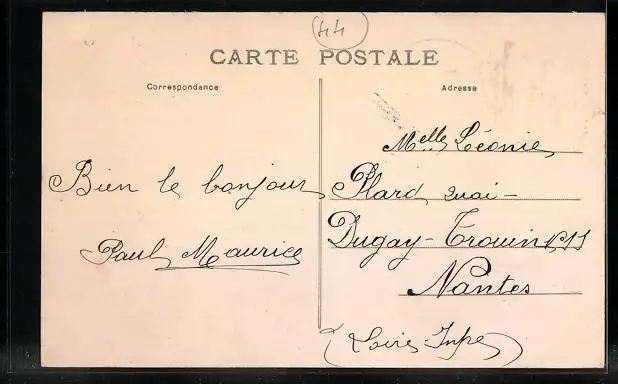 44
CARTE POSTALE
Correspondance
Bien le bonjour
Paul Maurice
Adresse
Melle Léonie
Plard quai -
Dugay-Trouin, 11
Nantes
(Loire-Infre)